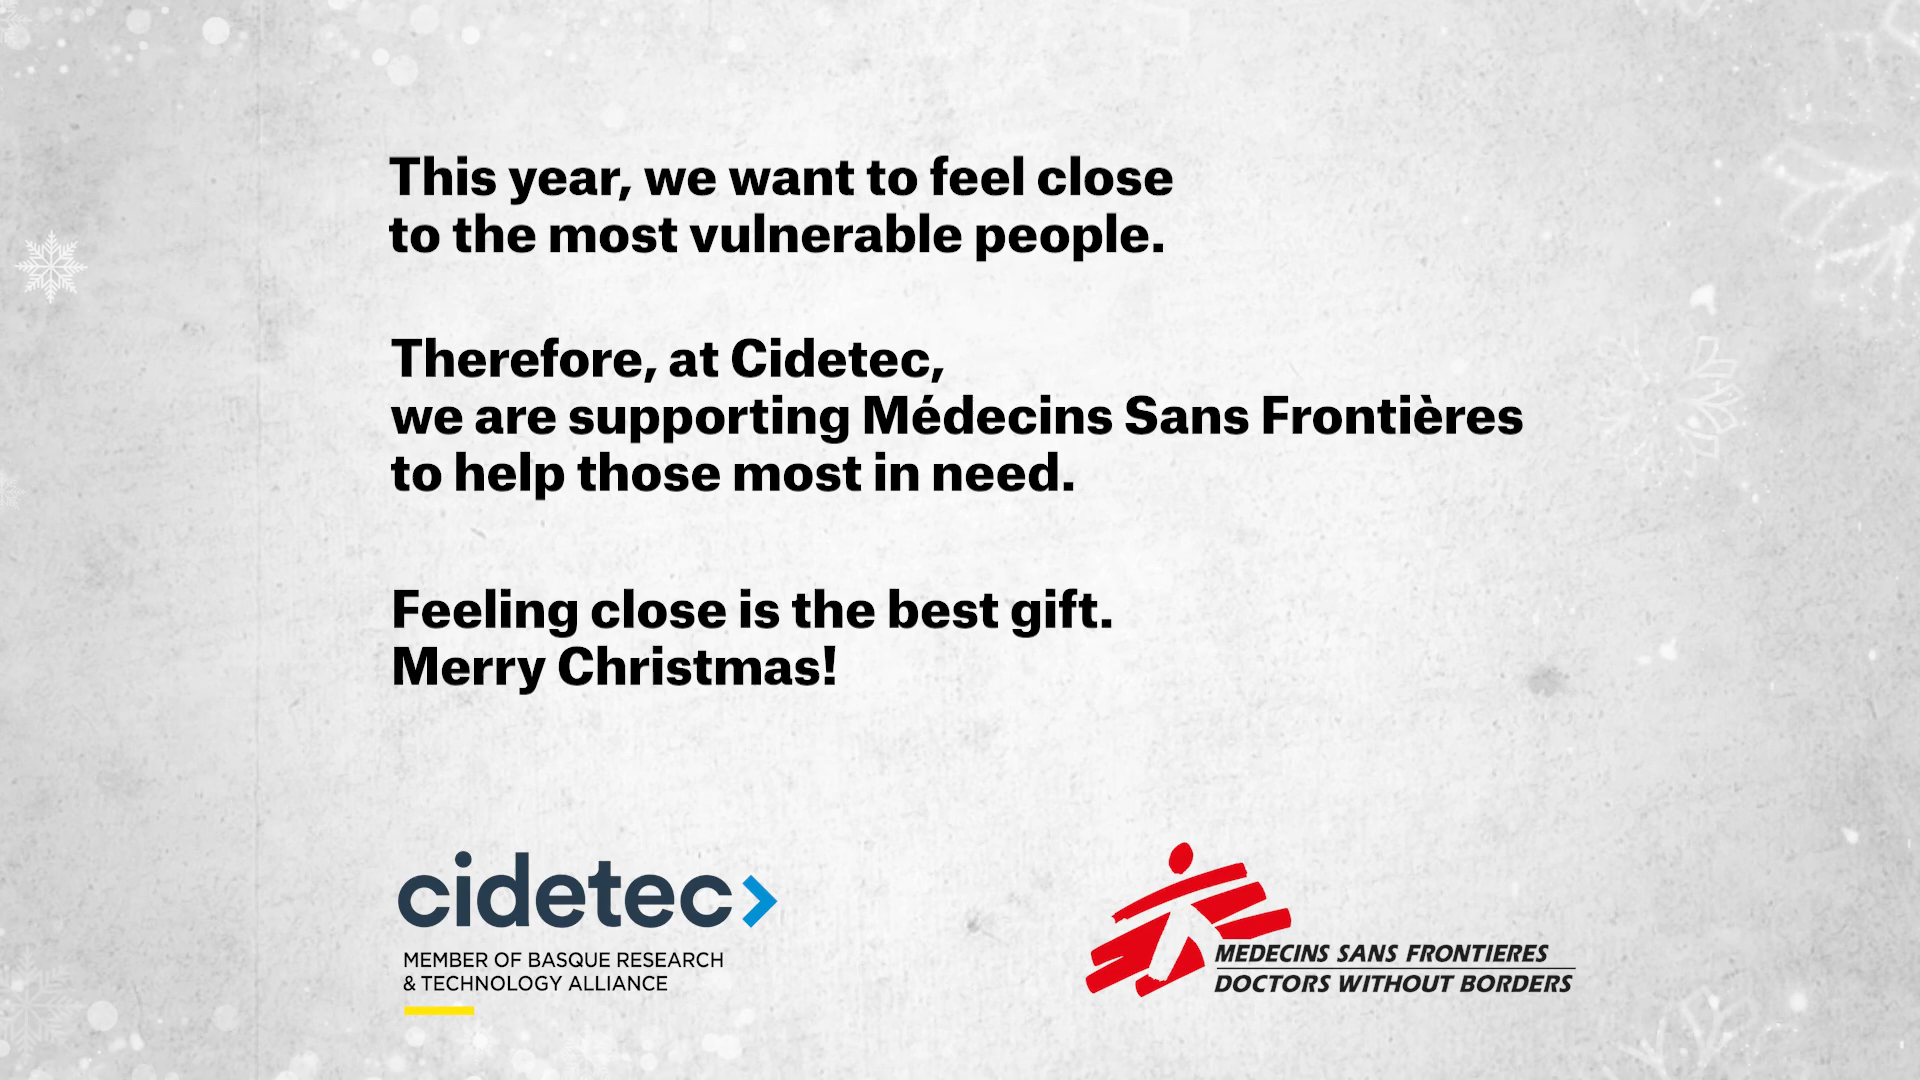 This year, we want to feel close
to the most vulnerable people.
Therefore, at Cidetec,
we are supporting Médecins Sans Frontières
to help those most in need.
Feeling close is the best gift.
Merry Christmas!
cidetec
MEMBER OF BASQUE RESEARCH
& TECHNOLOGY ALLIANCE
MEDECINS SANS FRONTIERES
DOCTORS WITHOUT BORDERS